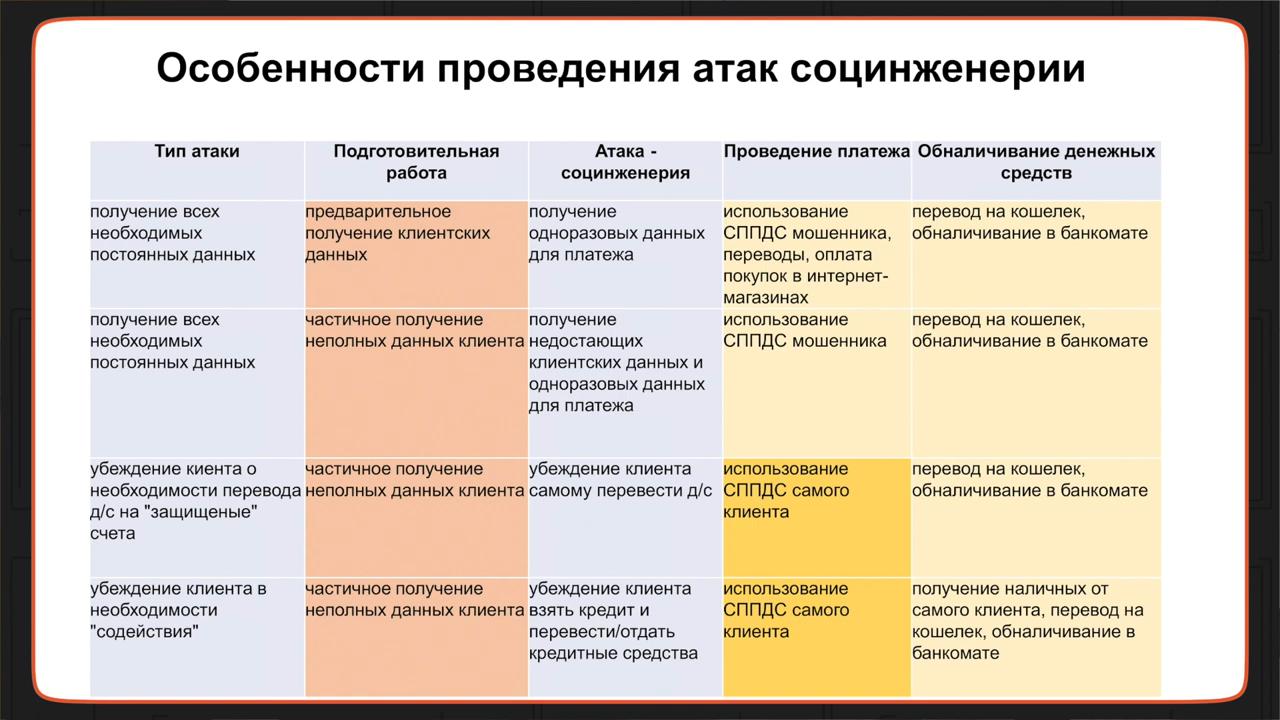 Особенности проведения атак социнженерии
Тип атаки
Подготовительная
работа
Атака -
социнженерия
Проведение платежа
Обналичивание денежных
средств
получение всех
необходимых
постоянных данных
предварительное
получение клиентских
данных
получение
одноразовых данных
для платежа
использование
СППДС мошенника,
переводы, оплата
покупок в интернет-
магазинах
перевод на кошелек,
обналичивание в банкомате
получение всех
необходимых
постоянных данных
частичное получение
неполных данных клиента
получение
недостающих
клиентских данных и
одноразовых данных
для платежа
использование
СППДС мошенника
перевод на кошелек,
обналичивание в банкомате
убеждение киента о
необходимости перевода
д/с на "защищеные"
счета
частичное получение
неполных данных клиента
убеждение клиента
самому перевести д/с
использование
СППДС самого
клиента
перевод на кошелек,
обналичивание в банкомате
убеждение клиента в
необходимости
"содействия"
частичное получение
неполных данных клиента
убеждение клиента
взять кредит и
перевести/отдать
кредитные средства
использование
СППДС самого
клиента
получение наличных от
самого клиента, перевод на
кошелек, обналичивание в
банкомате